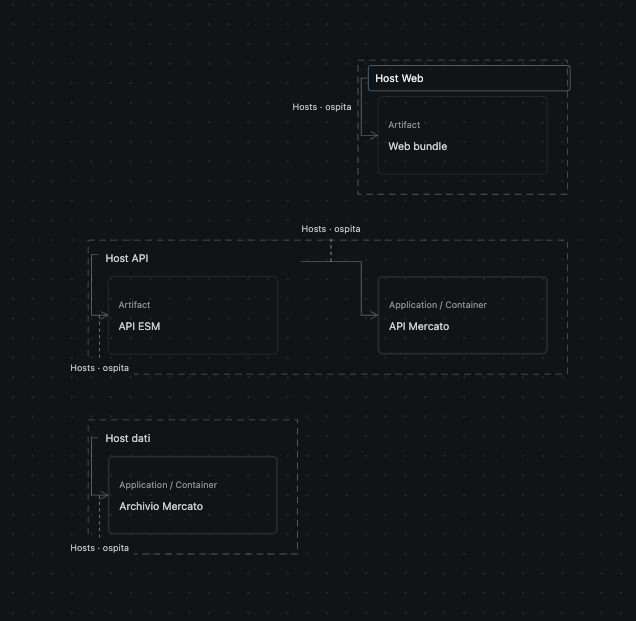 Host Web
Hosts · ospita
Artifact
Web bundle
Hosts · ospita
Host API
Artifact
API ESM
Application / Container
API Mercato
Hosts · ospita
Host dati
Application / Container
Archivio Mercato
Hosts · ospita